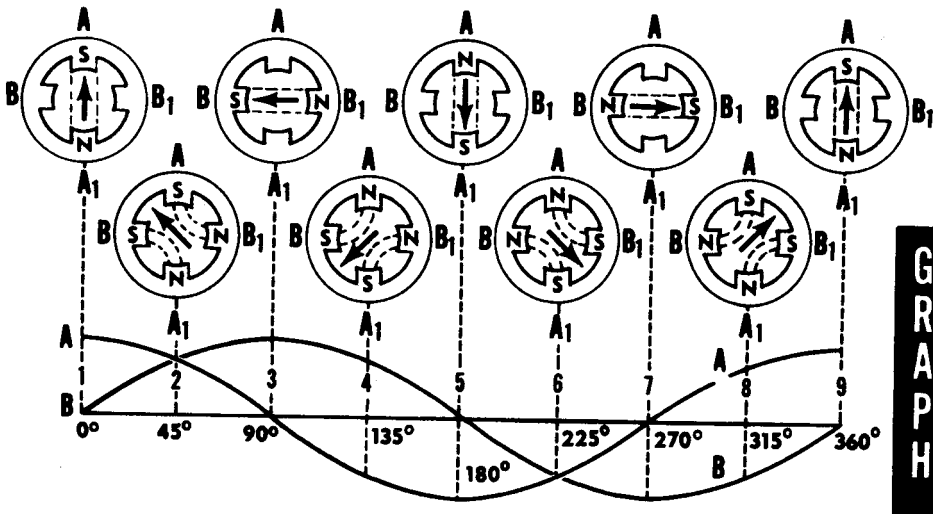 A A A A A
S N S
B B1 B S N B1 B B1 B N S B1 B B1
N S N
A1 A1 A1 A1 A1
A A A A
S N N S
B S N B1 B S N B1 B N S B1 B N S B1
N S S N
A1 A1 A1 A1
A A
1 2 3 4 5 6 7 8 9
B
0° 45° 90° 135° 180° 225° 270° 315° 360°
B
GRAPH